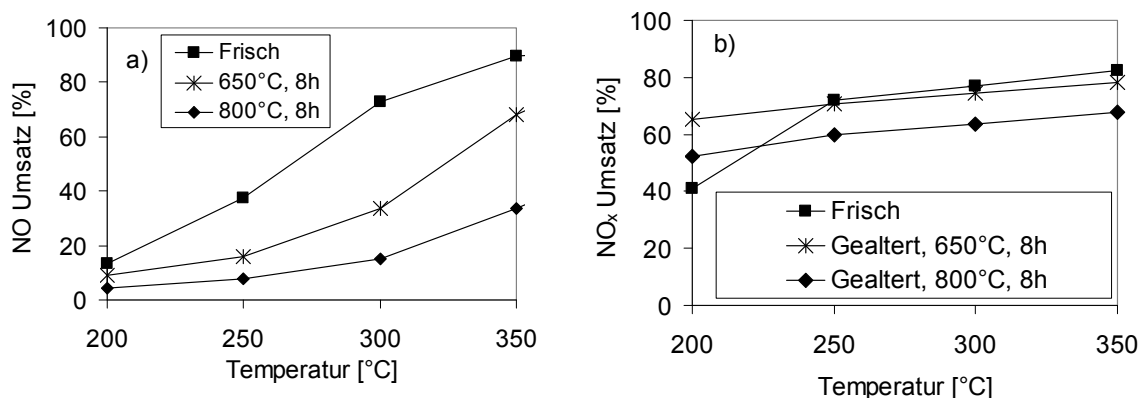 a)
Frisch
650°C, 8h
800°C, 8h
NO Umsatz [%]
100
80
60
40
20
0
200 250 300 350
Temperatur [°C]
b)
NOx Umsatz [%]
100
80
60
40
20
0
Frisch
Gealtert, 650°C, 8h
Gealtert, 800°C, 8h
200 250 300 350
Temperatur [°C]